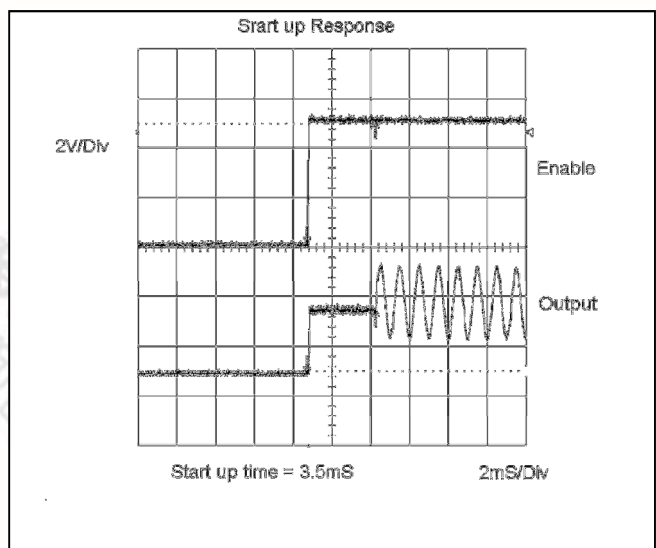 Srart up Response
2V/Div
Enable
Output
Start up time = 3.5mS
2mS/Div